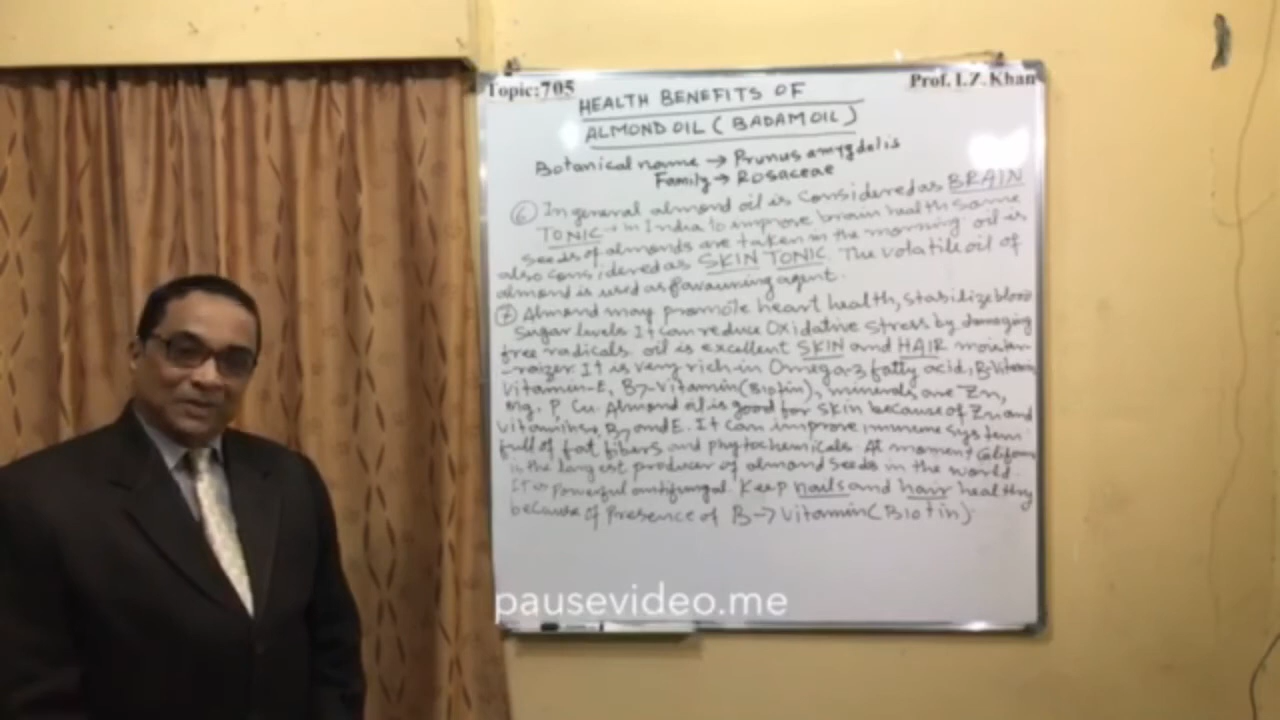 Topic:705
Prof. I.Z. Khan
HEALTH BENEFITS OF
ALMOND OIL ( BADAM OIL )
Botanical name → Prunus amygdalis
Family → Rosaceae
⑥ In general almond oil is considered as BRAIN
TONIC → in India to improve brain health some
seeds of almonds are taken in the morning oil is
also considered as SKIN TONIC. The volatile oil of
almond is used as favauring agent.
⑦ Almond may promote heart health, stabilize blood
Sugar levels It can reduce Oxidative stress by damaging
free radicals. oil is excellent SKIN and HAIR
It is very rich in Omega-3 fatty acid,
Vitamin-E, B7-Vitamin (Biotin), minerals are Zn,
Mg, P, Cu. Almond oil is good for skin because of Zn and
and E. It can improve immune system
full of fat fibers and phytochemicals. At moment
is the largest producer of almond seeds in the world.
It is powerful antifungal. Keep nails and hair healthy
because of presence of B-7 Vitamin (Biotin).
pausevideo.me